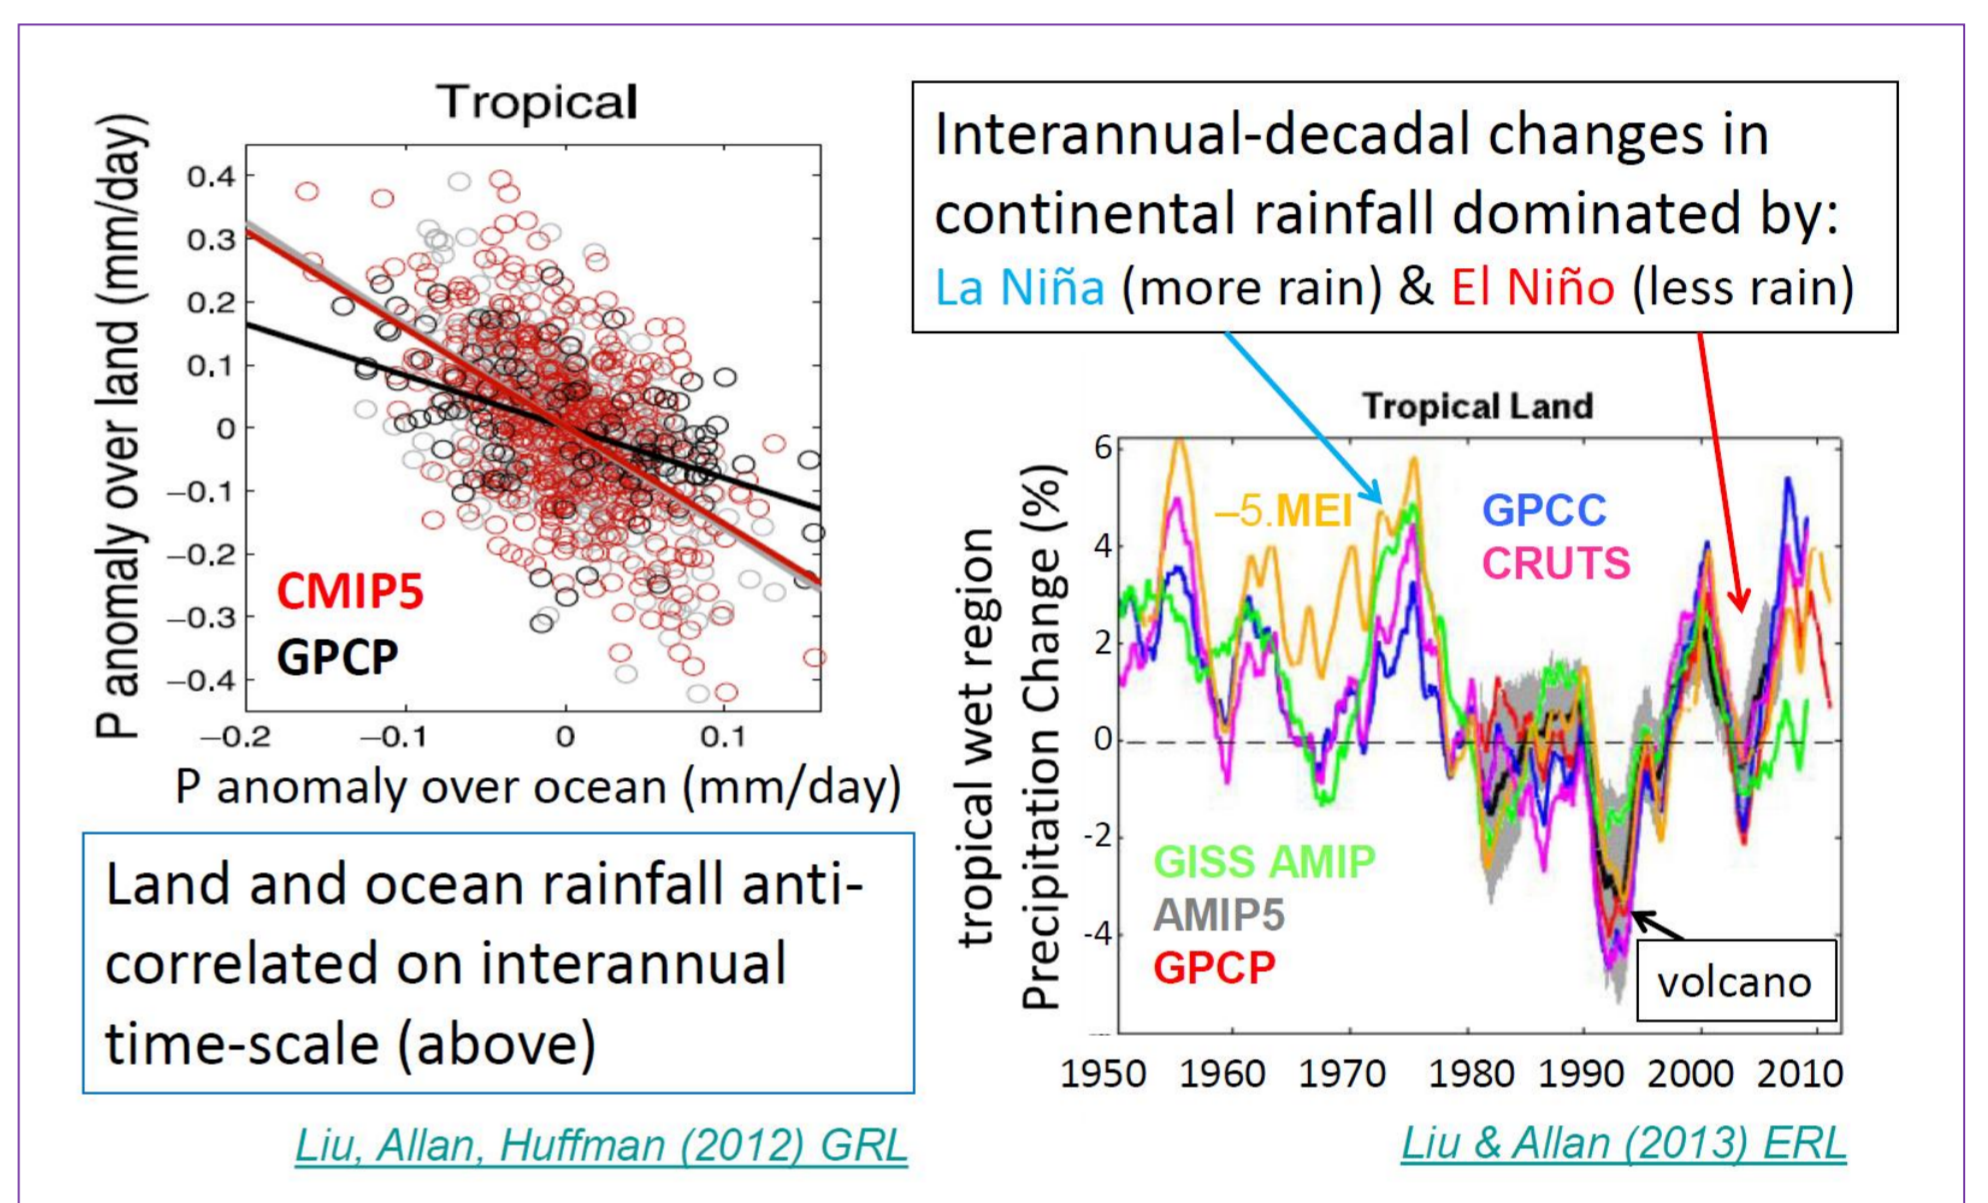 Tropical
P anomaly over land (mm/day)
0.4
0.3
0.2
0.1
0
−0.1
−0.2
−0.3
−0.4
CMIP5
GPCP
−0.2 −0.1 0 0.1
P anomaly over ocean (mm/day)
Land and ocean rainfall anti-
correlated on interannual
time-scale (above)
Liu, Allan, Huffman (2012) GRL
Interannual-decadal changes in
continental rainfall dominated by:
La Niña (more rain) & El Niño (less rain)
Tropical Land
tropical wet region
Precipitation Change (%)
6
4
2
0
-2
-4
–5.MEI
GPCC
CRUTS
GISS AMIP
AMIP5
GPCP
volcano
1950 1960 1970 1980 1990 2000 2010
Liu & Allan (2013) ERL